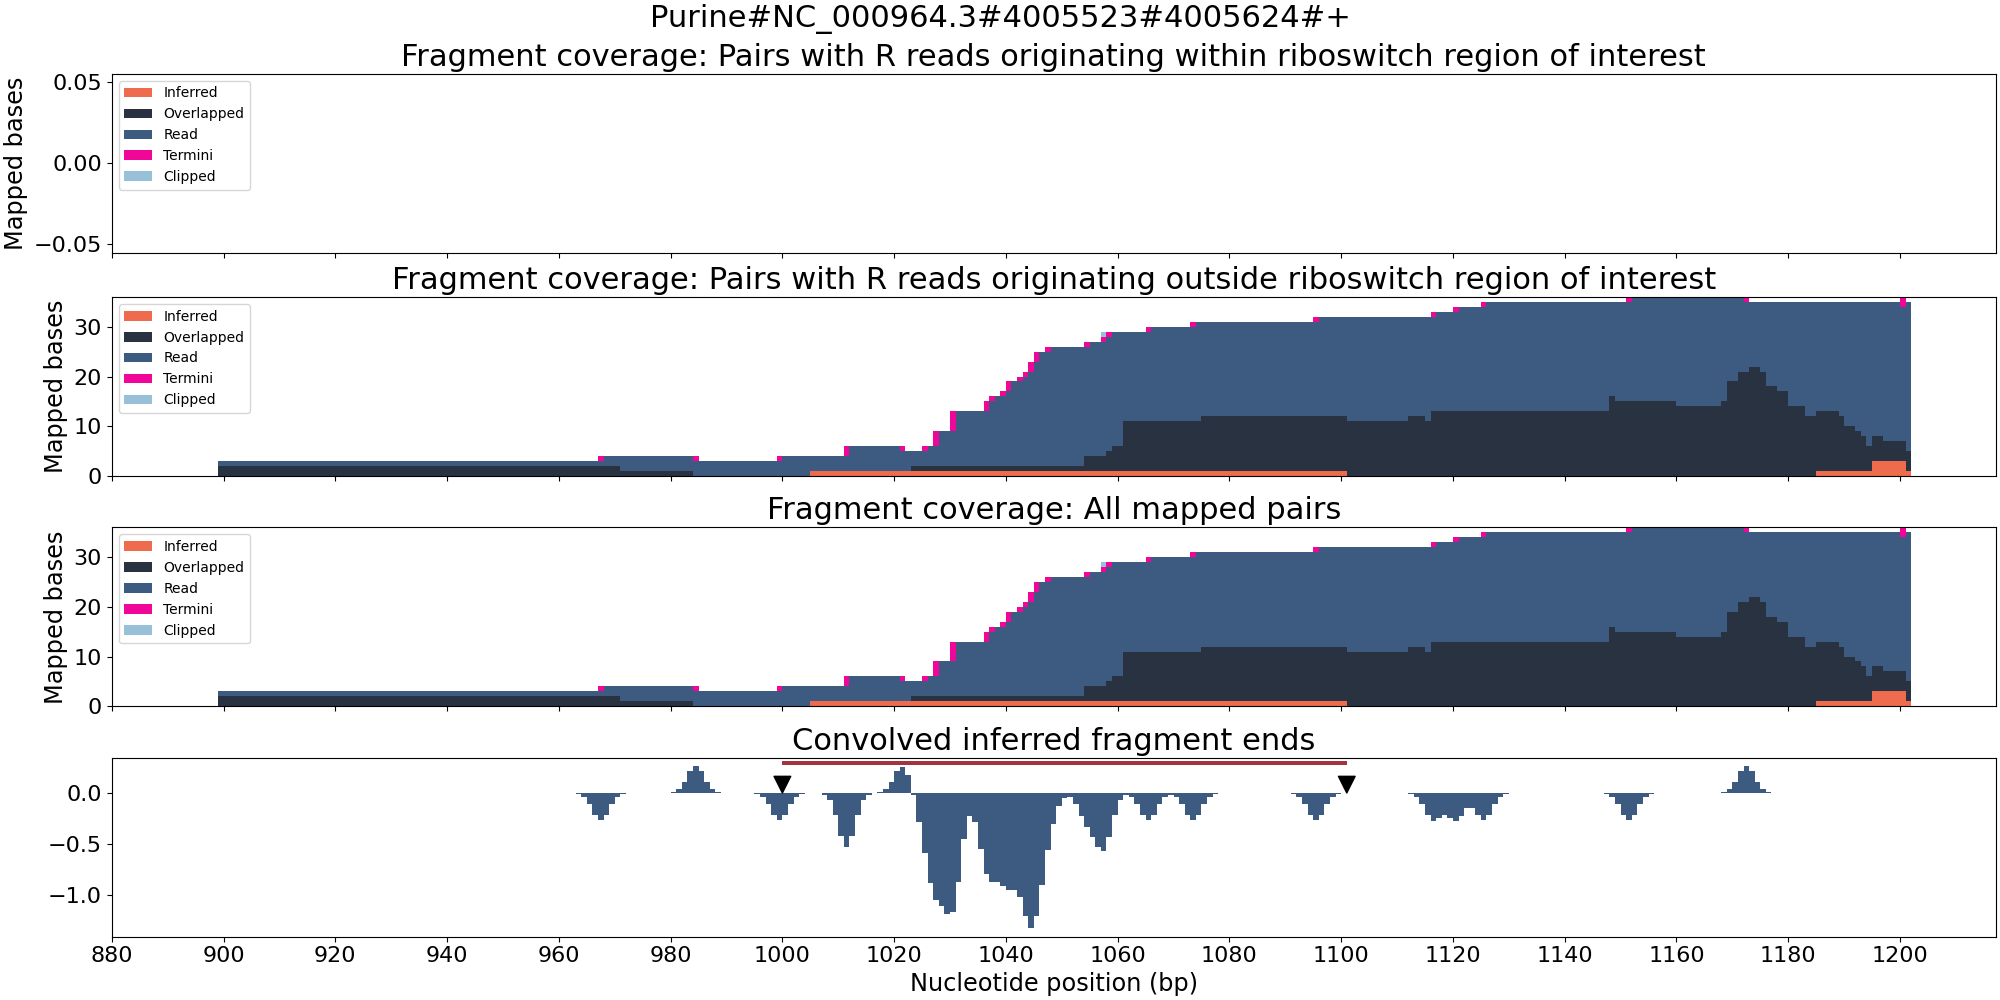 Purine#NC_000964.3#4005523#4005624#+
Fragment coverage: Pairs with R reads originating within riboswitch region of interest
Mapped bases
0.05
0.00
−0.05
Inferred
Overlapped
Read
Termini
Clipped
Fragment coverage: Pairs with R reads originating outside riboswitch region of interest
Mapped bases
30
20
10
0
Inferred
Overlapped
Read
Termini
Clipped
Fragment coverage: All mapped pairs
Mapped bases
30
20
10
0
Inferred
Overlapped
Read
Termini
Clipped
Convolved inferred fragment ends
0.0
−0.5
−1.0
880 900 920 940 960 980 1000 1020 1040 1060 1080 1100 1120 1140 1160 1180 1200
Nucleotide position (bp)